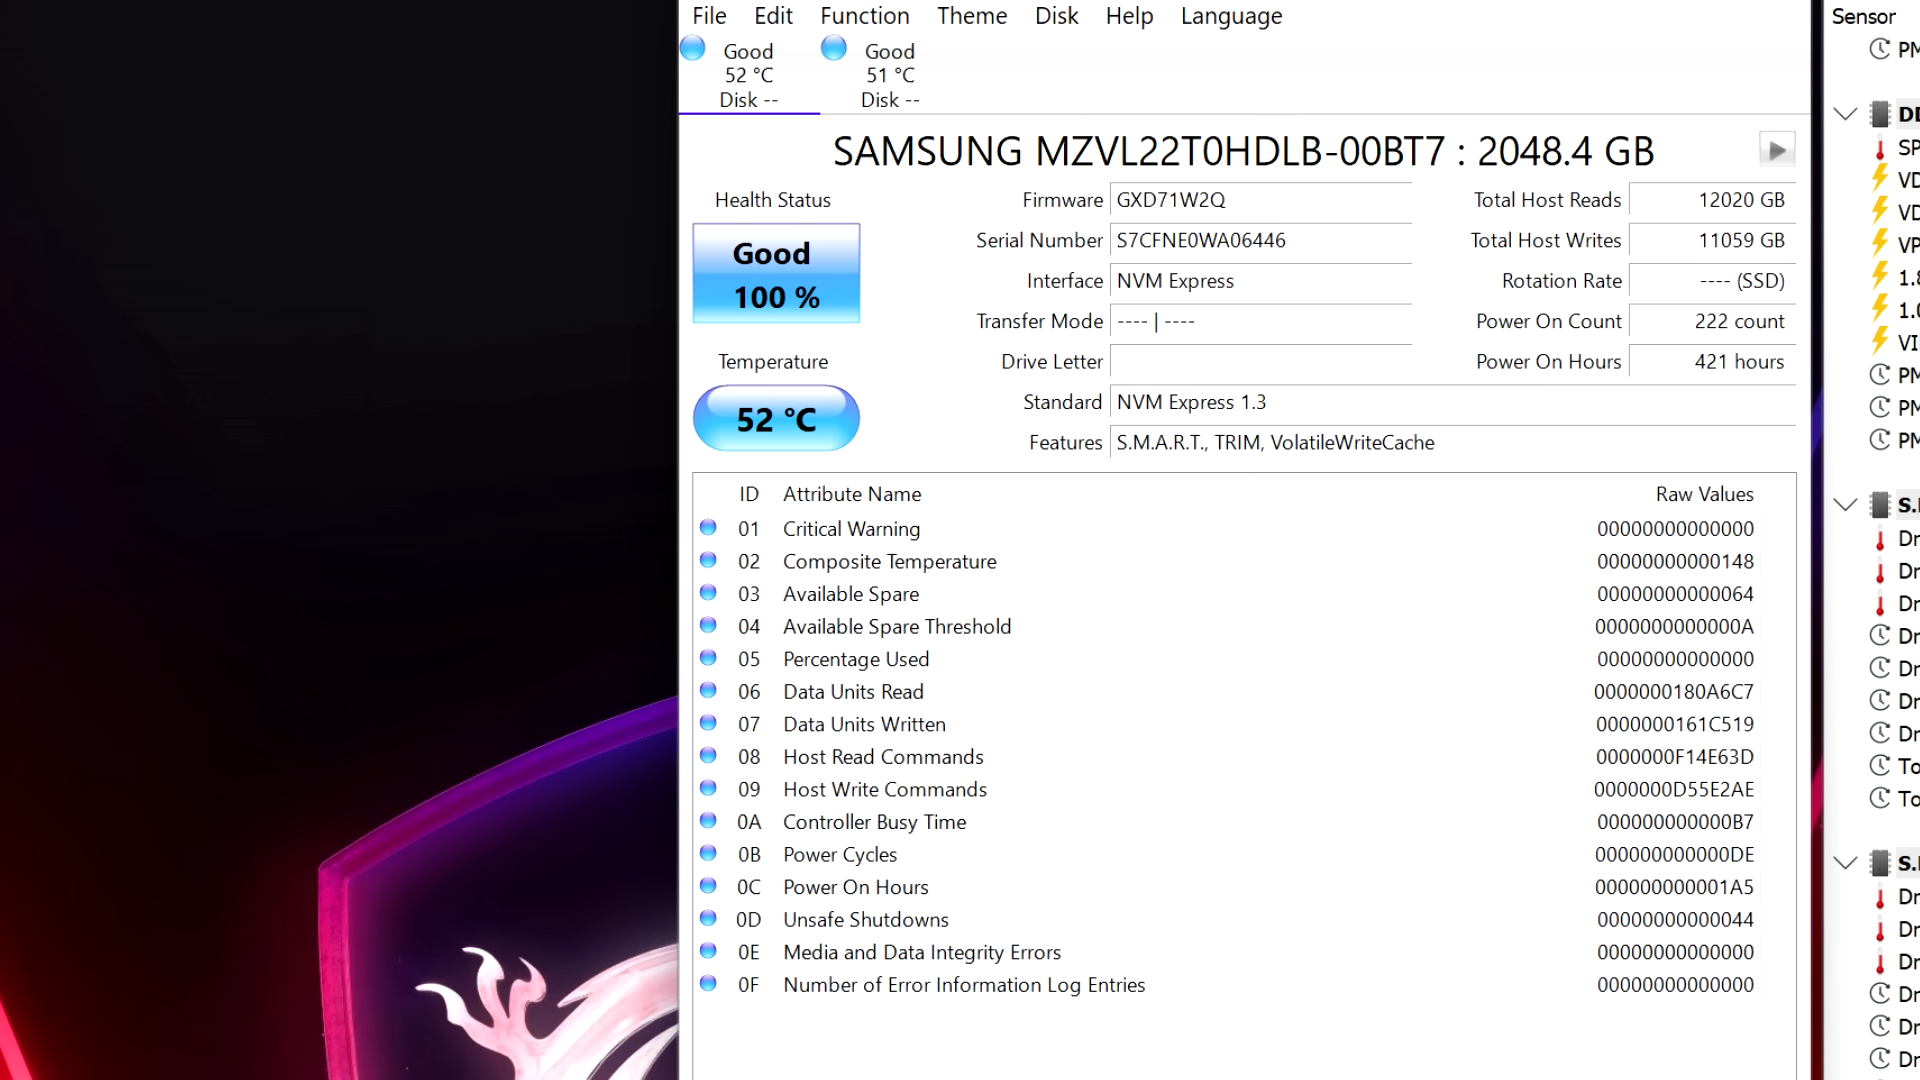 File Edit Function Theme Disk Help Language
Good
52 °C
Disk --
Good
51 °C
Disk --
SAMSUNG MZVL22T0HDLB-00BT7 : 2048.4 GB
Health Status
Good
100 %
Temperature
52 °C
Firmware GXD71W2Q
Serial Number S7CFNE0WA06446
Interface NVM Express
Transfer Mode ---- | ----
Drive Letter
Standard NVM Express 1.3
Features S.M.A.R.T., TRIM, VolatileWriteCache
Total Host Reads 12020 GB
Total Host Writes 11059 GB
Rotation Rate ---- (SSD)
Power On Count 222 count
Power On Hours 421 hours
ID Attribute Name Raw Values
01 Critical Warning 00000000000000
02 Composite Temperature 00000000000148
03 Available Spare 00000000000064
04 Available Spare Threshold 0000000000000A
05 Percentage Used 00000000000000
06 Data Units Read 0000000180A6C7
07 Data Units Written 0000000161C519
08 Host Read Commands 0000000F14E63D
09 Host Write Commands 0000000D55E2AE
0A Controller Busy Time 000000000000B7
0B Power Cycles 000000000000DE
0C Power On Hours 000000000001A5
0D Unsafe Shutdowns 00000000000044
0E Media and Data Integrity Errors 00000000000000
0F Number of Error Information Log Entries 00000000000000
Sensor